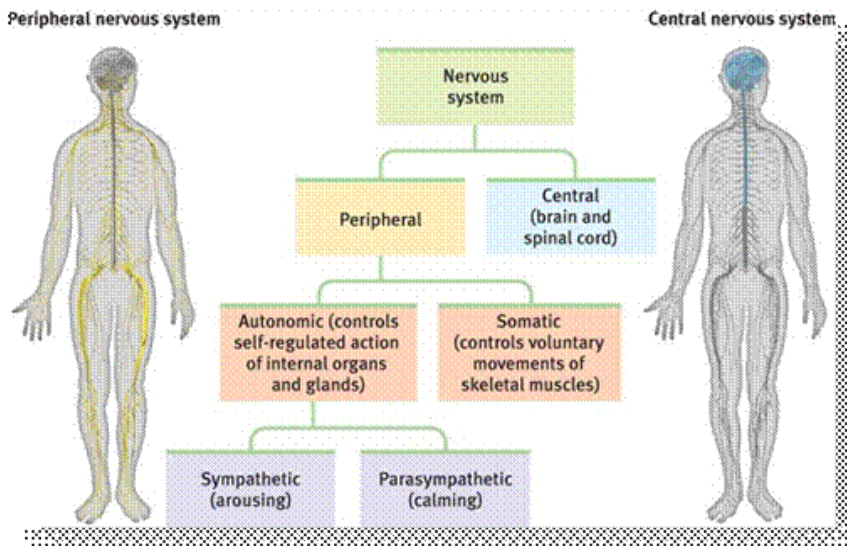 Peripheral nervous system
Central nervous system
Nervous
system
Peripheral
Central
(brain and
spinal cord)
Autonomic (controls
self-regulated action
of internal organs
and glands)
Somatic
(controls voluntary
movements of
skeletal muscles)
Sympathetic
(arousing)
Parasympathetic
(calming)